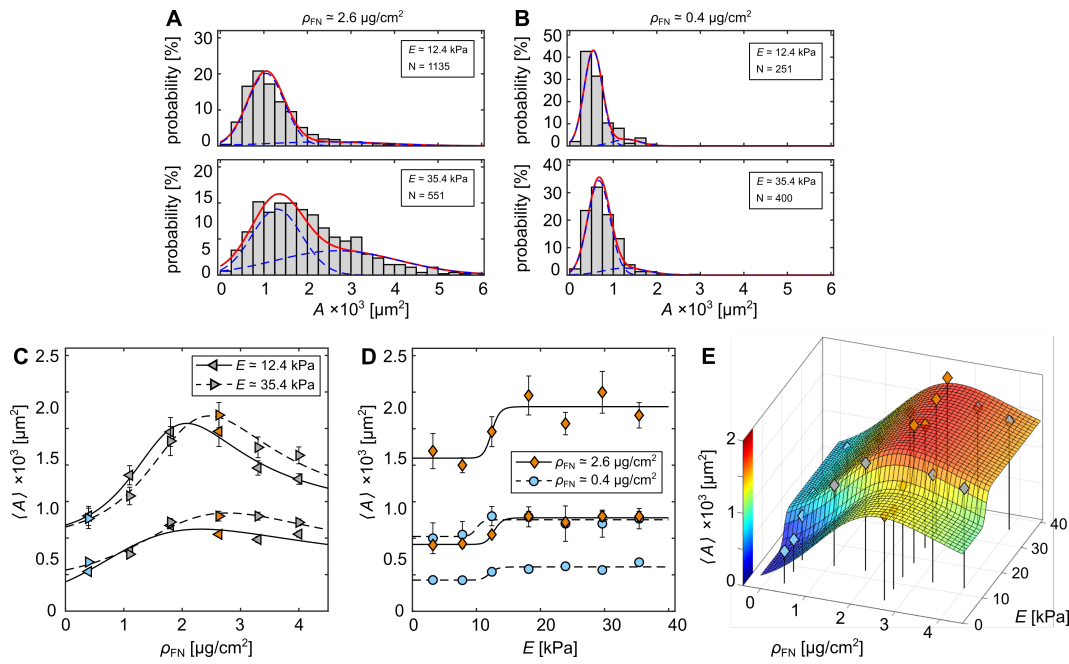 A
ρFN ≃ 2.6 µg/cm²
probability [%]
30
20
10
0
E ≃ 12.4 kPa
N = 1135
probability [%]
15
10
5
0
E ≃ 35.4 kPa
N = 551
0 1 2 3 4 5 6
A ×10³ [µm²]
B
ρFN ≃ 0.4 µg/cm²
probability [%]
50
40
30
20
10
0
E ≃ 12.4 kPa
N = 251
probability [%]
40
30
20
10
0
E ≃ 35.4 kPa
N = 400
0 1 2 3 4 5 6
A ×10³ [µm²]
C
⟨A⟩ ×10³ [µm²]
2.5
2.0
1.5
1.0
0.5
0
E ≃ 12.4 kPa
E ≃ 35.4 kPa
0 1 2 3 4
ρFN [µg/cm²]
D
⟨A⟩ ×10³ [µm²]
2.5
2.0
1.5
1.0
0.5
0
ρFN ≃ 2.6 µg/cm²
ρFN ≃ 0.4 µg/cm²
0 10 20 30 40
E [kPa]
E
⟨A⟩ ×10³ [µm²]
2
1
0
0 1 2 3 4
ρFN [µg/cm²]
0 10 20 30 40
E [kPa]